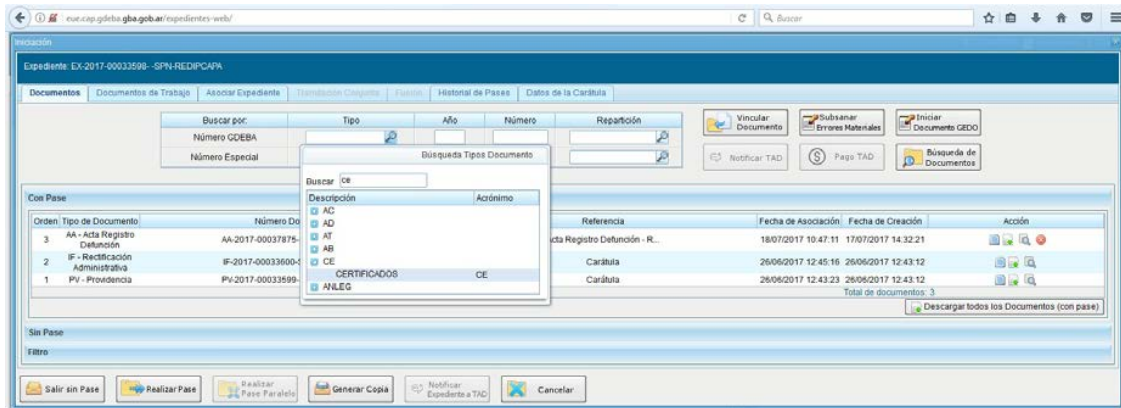 eue.cap.gdeba.gba.gob.ar/expedientes-web/ Buscar
Iniciación
Expediente: EX-2017-00033598- -SPN-REDIPCAPA
Documentos Documentos de Trabajo Asociar Expediente Tramitación Conjunta Fusión Historial de Pases Datos de la Carátula
Buscar por: Tipo Año Número Repartición
Número GDEBA
Número Especial
Vincular Documento
Subsanar Errores Materiales
Iniciar Documento GEDO
Notificar TAD
Pago TAD
Búsqueda de Documentos
Búsqueda Tipos Documento
Buscar ce
Descripción Acrónimo
AC
AD
AT
AB
CE
CERTIFICADOS CE
ANLEG
Con Pase
Orden Tipo de Documento Número Do Referencia Fecha de Asociación Fecha de Creación Acción
3 AA - Acta Registro Defunción AA-2017-00037875- cta Registro Defunción - R... 18/07/2017 10:47:11 17/07/2017 14:32:21
2 IF - Rectificación Administrativa IF-2017-00033600- Carátula 26/06/2017 12:45:16 26/06/2017 12:43:12
1 PV - Providencia PV-2017-00033599- Carátula 26/06/2017 12:43:23 26/06/2017 12:43:12
Total de documentos: 3
Descargar todos los Documentos (con pase)
Sin Pase
Filtro
Salir sin Pase
Realizar Pase
Realizar Pase Paralelo
Generar Copia
Notificar Expediente a TAD
Cancelar